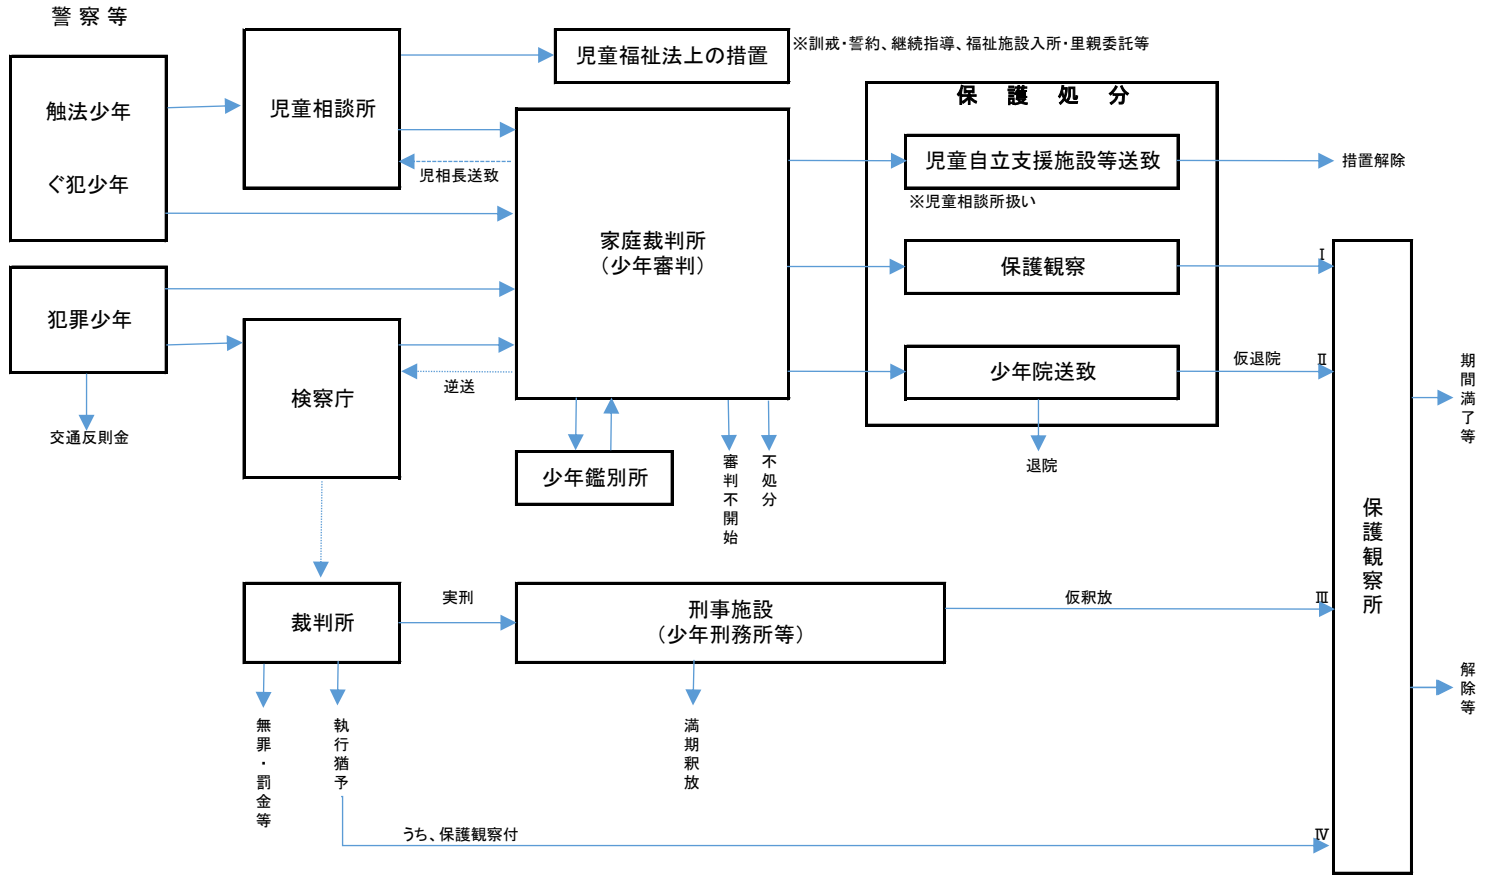 警察等
触法少年
ぐ犯少年
犯罪少年
交通反則金
児童相談所
児童福祉法上の措置
※訓戒・誓約、継続指導、福祉施設入所・里親委託等
児相長送致
家庭裁判所
（少年審判）
検察庁
逆送
少年鑑別所
審判不開始
不処分
保護処分
児童自立支援施設等送致
※児童相談所扱い
措置解除
保護観察
Ⅰ
少年院送致
仮退院
Ⅱ
退院
裁判所
実刑
刑事施設
（少年刑務所等）
仮釈放
Ⅲ
無罪・罰金等
執行猶予
満期釈放
うち、保護観察付
Ⅳ
保護観察所
期間満了等
解除等